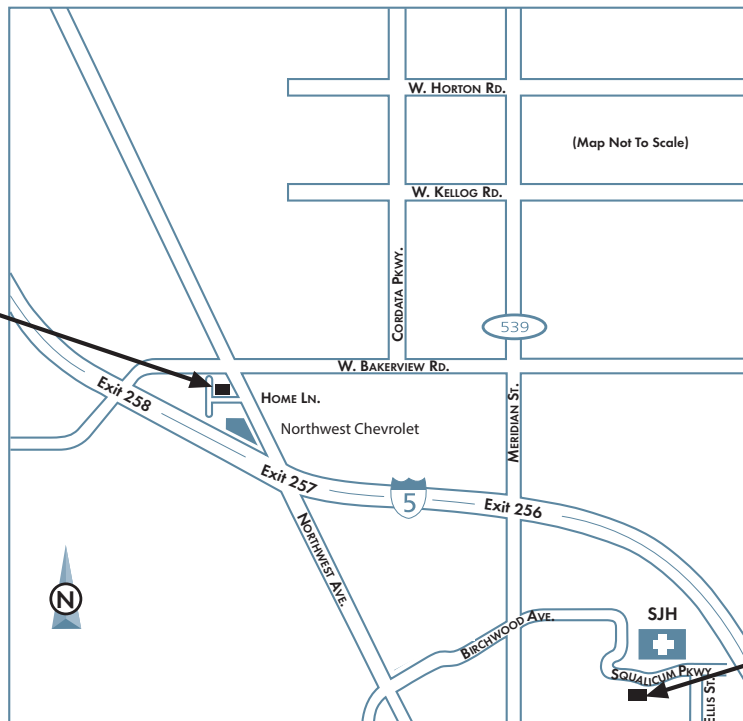 W. HORTON RD.
(Map Not To Scale)
W. KELLOG RD.
CORDATA PKWY.
539
W. BAKERVIEW RD.
Exit 258
HOME LN.
MERIDIAN ST.
Northwest Chevrolet
Exit 257
5
Exit 256
NORTHWEST AVE.
N
BIRCHWOOD AVE.
SJH
SQUALICUM PKWY
ELLIS ST.